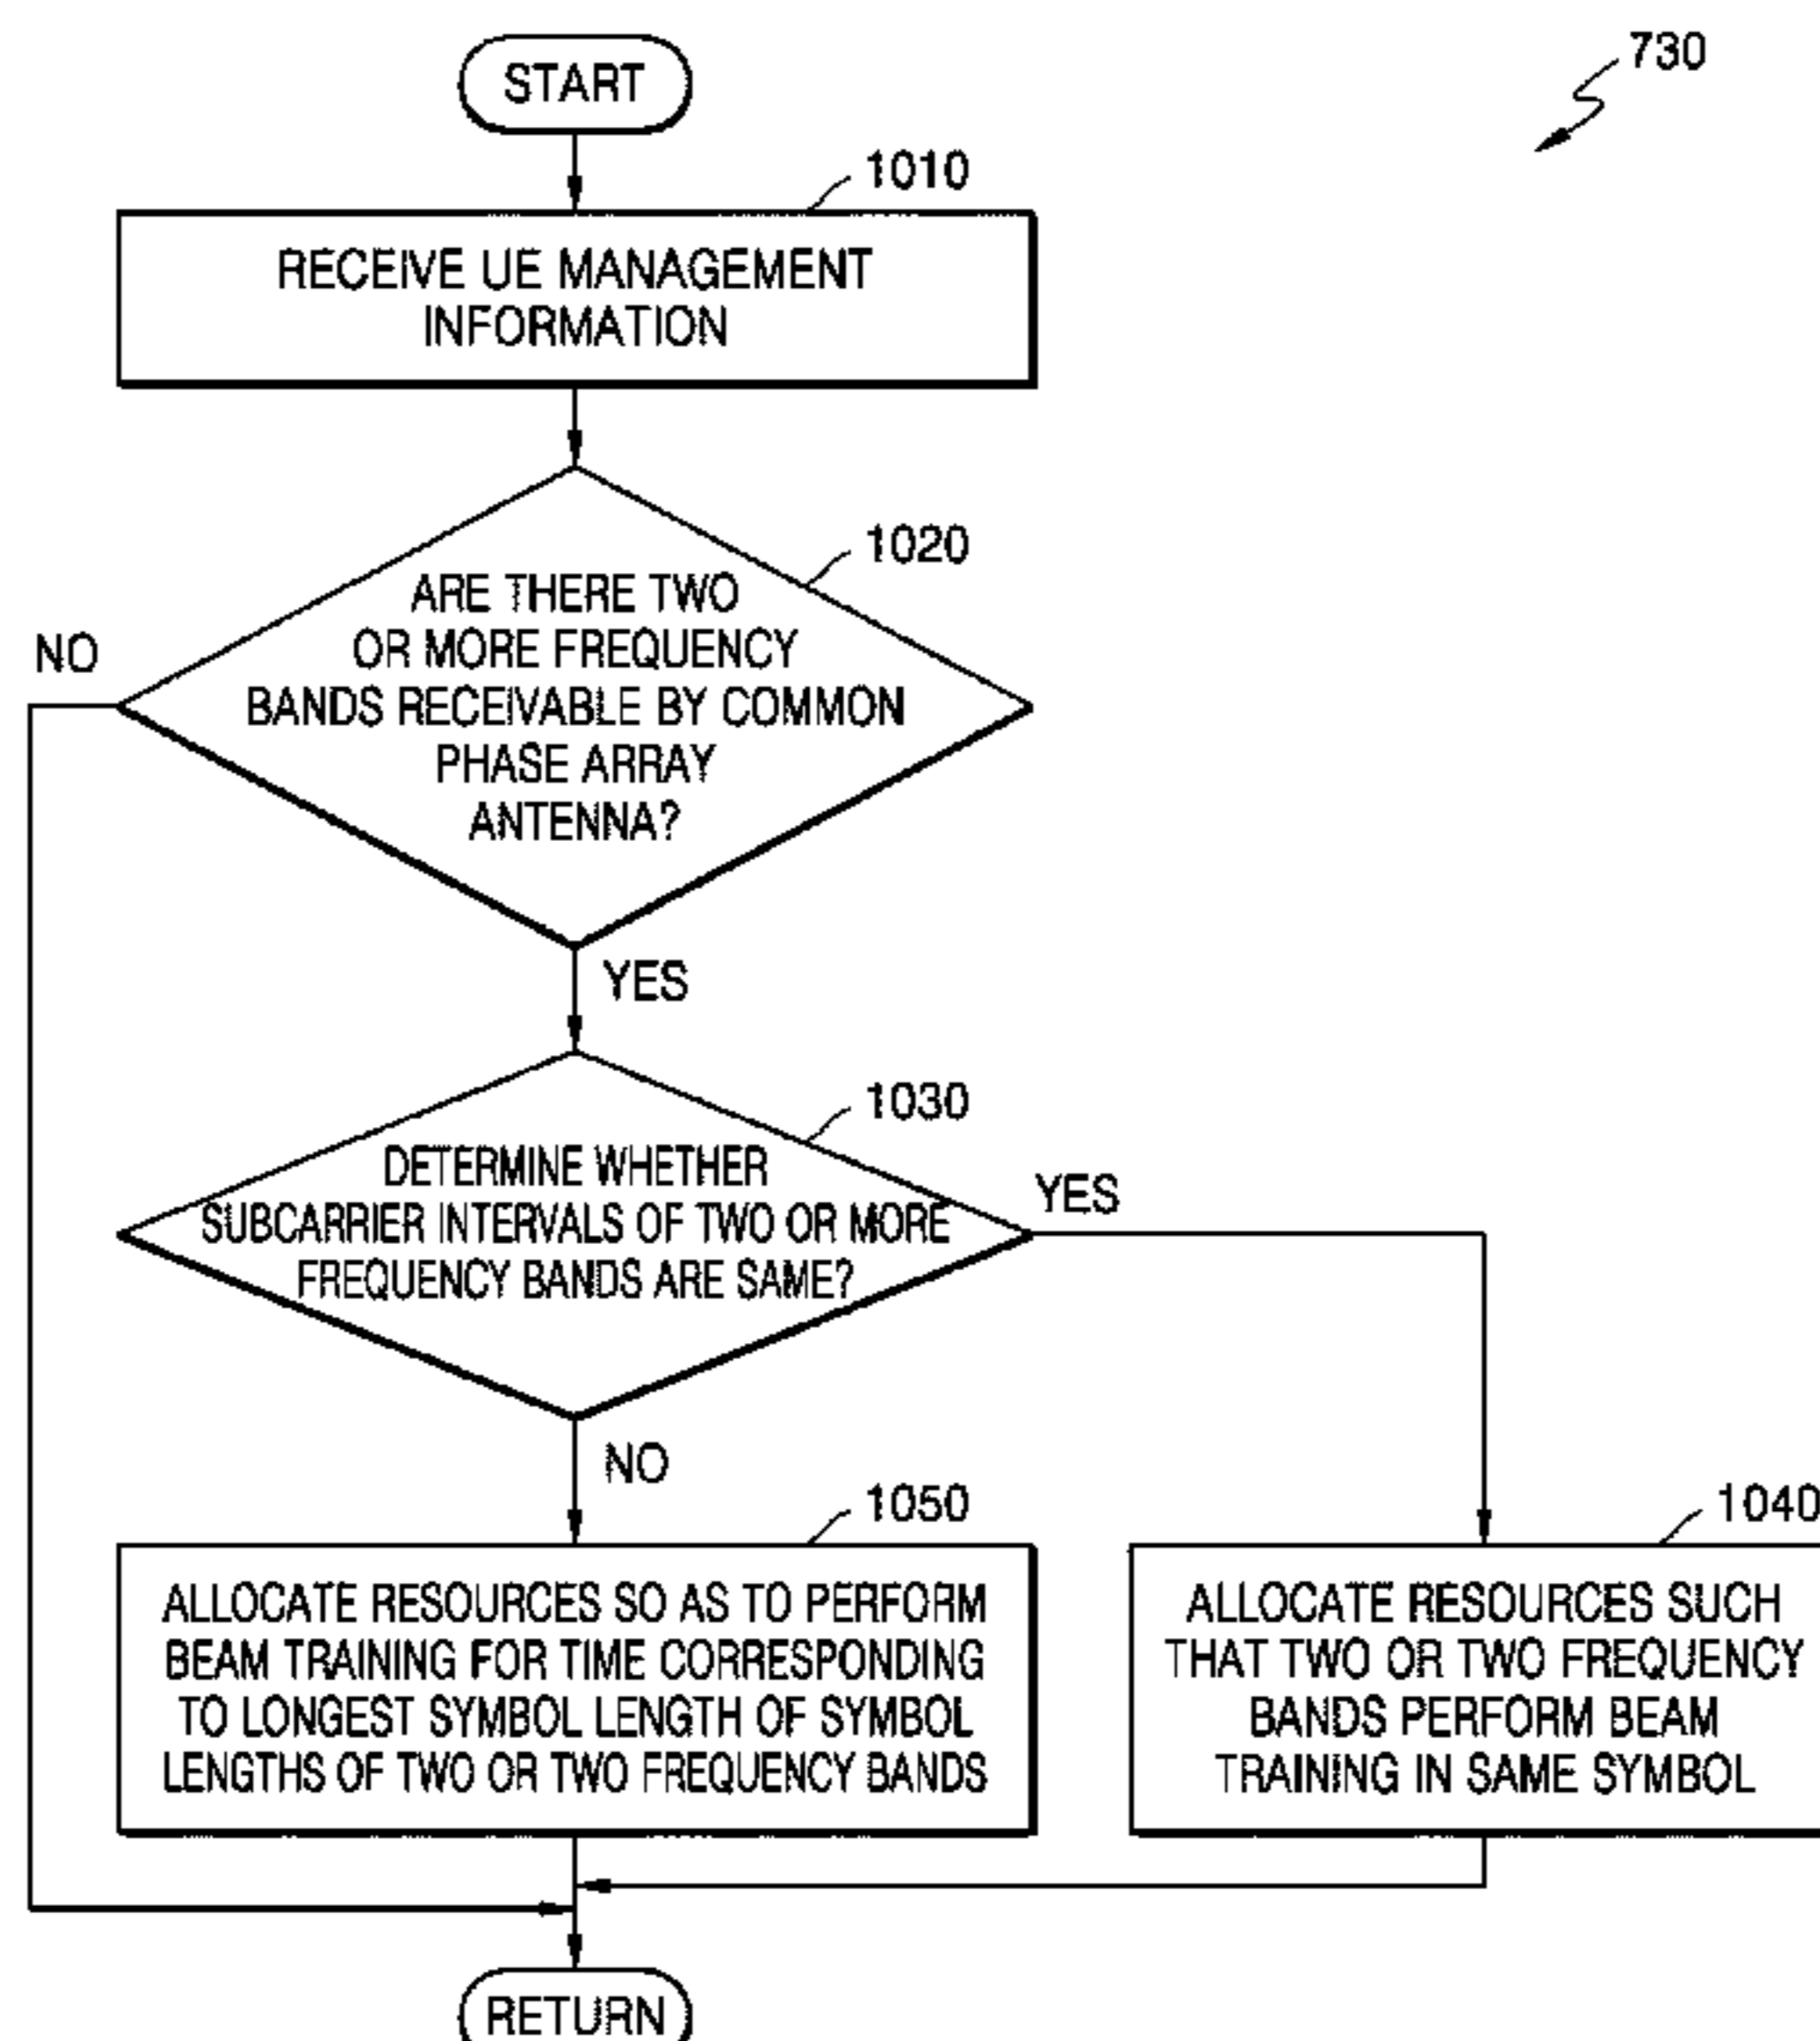 START
730
1010
RECEIVE UE MANAGEMENT
INFORMATION
1020
ARE THERE TWO
OR MORE FREQUENCY
BANDS RECEIVABLE BY COMMON
PHASE ARRAY
ANTENNA?
NO
YES
1030
DETERMINE WHETHER
SUBCARRIER INTERVALS OF TWO OR MORE
FREQUENCY BANDS ARE SAME?
YES
NO
1050
ALLOCATE RESOURCES SO AS TO PERFORM
BEAM TRAINING FOR TIME CORRESPONDING
TO LONGEST SYMBOL LENGTH OF SYMBOL
LENGTHS OF TWO OR TWO FREQUENCY BANDS
1040
ALLOCATE RESOURCES SUCH
THAT TWO OR TWO FREQUENCY
BANDS PERFORM BEAM
TRAINING IN SAME SYMBOL
RETURN